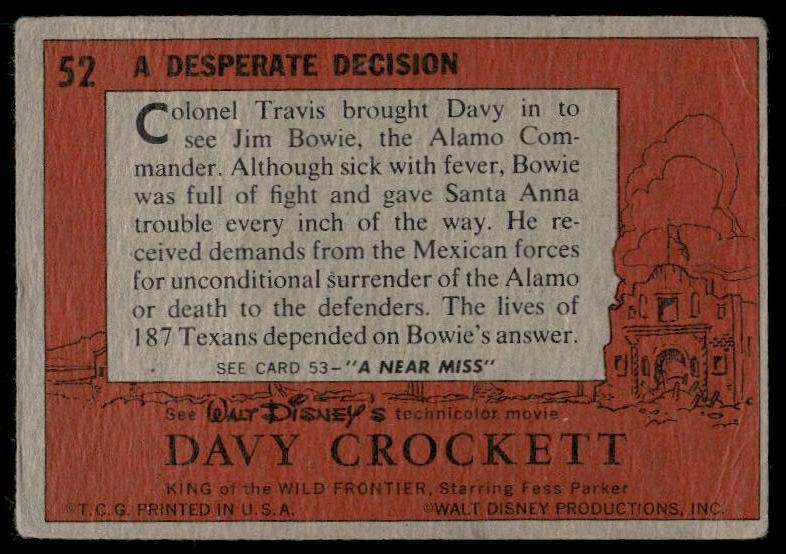 52 A DESPERATE DECISION
Colonel Travis brought Davy in to
see Jim Bowie, the Alamo Com-
mander. Although sick with fever, Bowie
was full of fight and gave Santa Anna
trouble every inch of the way. He re-
ceived demands from the Mexican forces
for unconditional surrender of the Alamo
or death to the defenders. The lives of
187 Texans depended on Bowie's answer.
SEE CARD 53-"A NEAR MISS"
See WALT DISNEY'S technicolor movie
DAVY CROCKETT
KING of the WILD FRONTIER, Starring Fess Parker
©T.C.G. PRINTED IN U.S.A. ©WALT DISNEY PRODUCTIONS, INC.